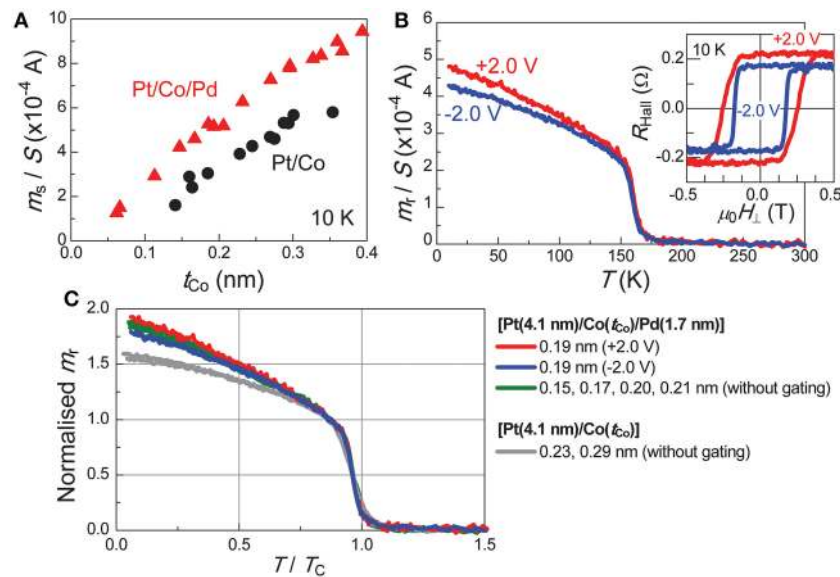 A
m_s / S (x10⁻⁴ A)
10
8
6
4
2
0
Pt/Co/Pd
Pt/Co
10 K
0.0 0.1 0.2 0.3 0.4
t_Co (nm)
B
m_r / S (x10⁻⁴ A)
6
5
4
3
2
1
0
+2.0 V
-2.0 V
0 50 100 150 200 250 300
T (K)
10 K
+2.0 V
-2.0 V
R_Hall (Ω)
0.2
0.0
-0.2
-0.5 0.0 0.5
μ₀H⊥ (T)
C
Normalised m_r
2.0
1.5
1.0
0.5
0.0
0.0 0.5 1.0 1.5
T / T_C
[Pt(4.1 nm)/Co(t_Co)/Pd(1.7 nm)]
0.19 nm (+2.0 V)
0.19 nm (-2.0 V)
0.15, 0.17, 0.20, 0.21 nm (without gating)
[Pt(4.1 nm)/Co(t_Co)]
0.23, 0.29 nm (without gating)